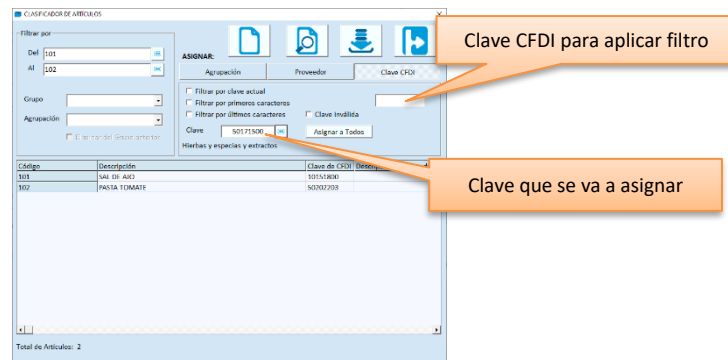 CLASIFICADOR DE ARTICULOS
Filtrar por
Del 101
Al 102
Grupo
Agrupación
ASIGNAR:
Agrupación Proveedor Clave CFDI
Filtrar por clave actual
Filtrar por primeros caracteres
Filtrar por últimos caracteres Clave Inválida
Clave 50171500 Asignar a Todos
Hierbas y especias y extractos
Código Descripción Clave de CFDI
101 SAL DE AJO 10151800
102 PASTA TOMATE 50202203
Total de Artículos: 2
Clave CFDI para aplicar filtro
Clave que se va a asignar